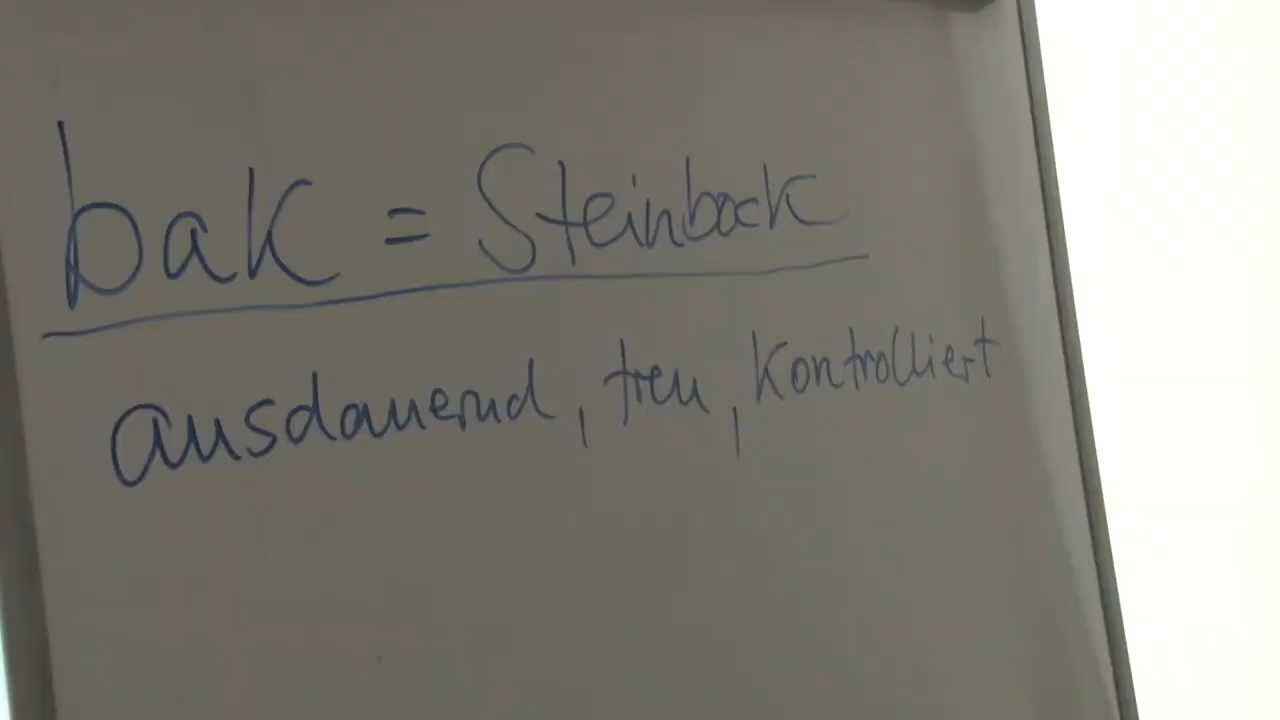 bak = Steinbock
ausdauernd, treu, kontrolliert